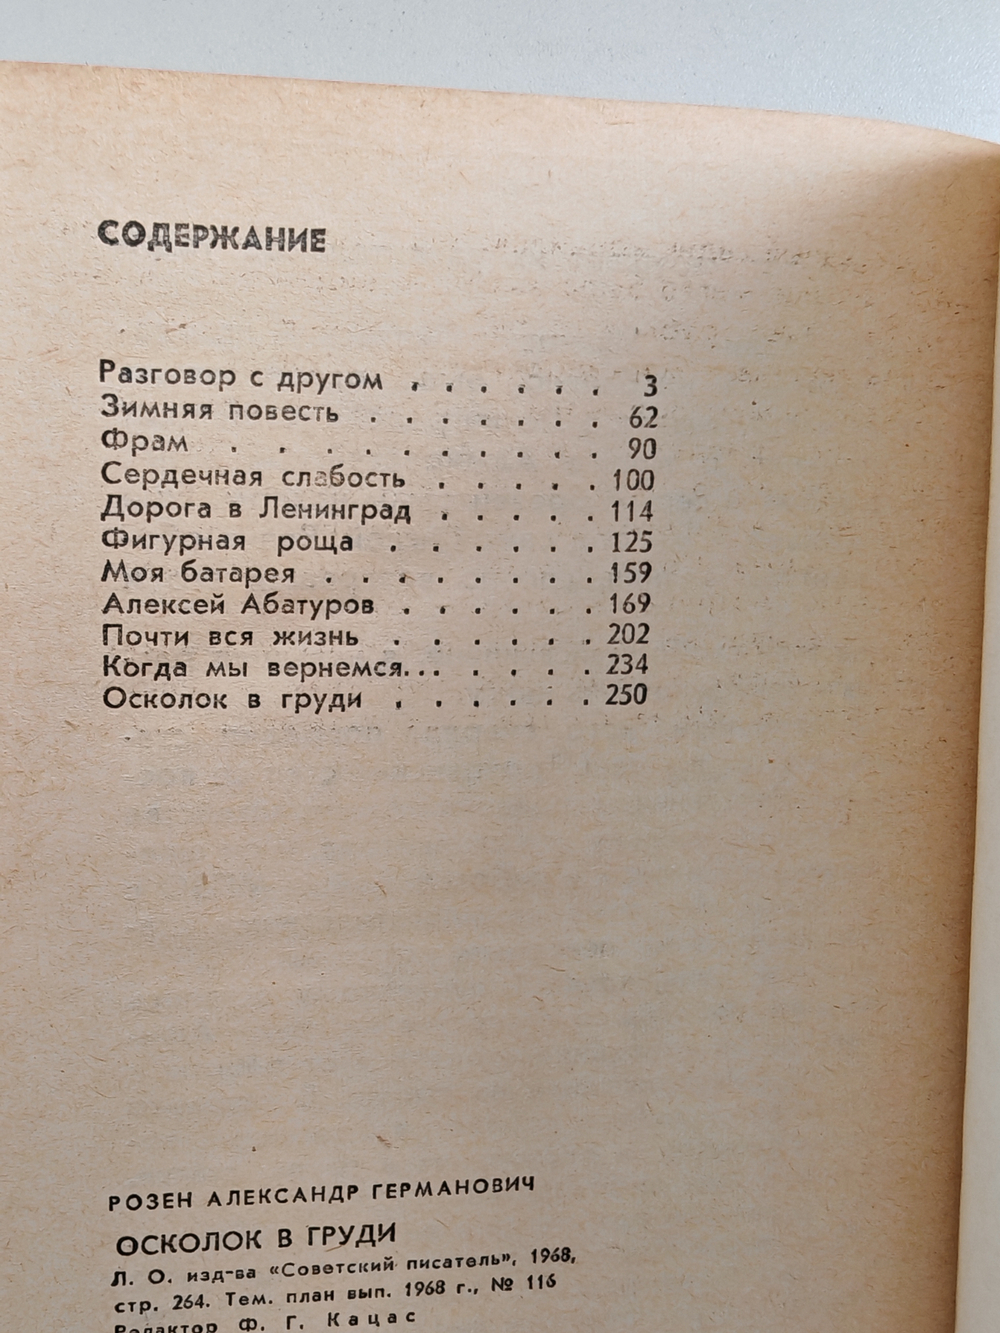 СОДЕРЖАНИЕ
Разговор с другом . . . . . . 3
Зимняя повесть . . . . . . . 62
Фрам . . . . . . . . . . . 90
Сердечная слабость . . . . . 100
Дорога в Ленинград . . . . . 114
Фигурная роща . . . . . . 125
Моя батарея . . . . . . . . 159
Алексей Абатуров . . . . . . 169
Почти вся жизнь . . . . . . 202
Когда мы вернемся... . . . . . 234
Осколок в груди . . . . . . 250
РОЗЕН АЛЕКСАНДР ГЕРМАНОВИЧ
ОСКОЛОК В ГРУДИ
Л. О. изд-ва «Советский писатель», 1968,
стр. 264. Тем. план вып. 1968 г., № 116
Редактор Ф. Г. Кацас